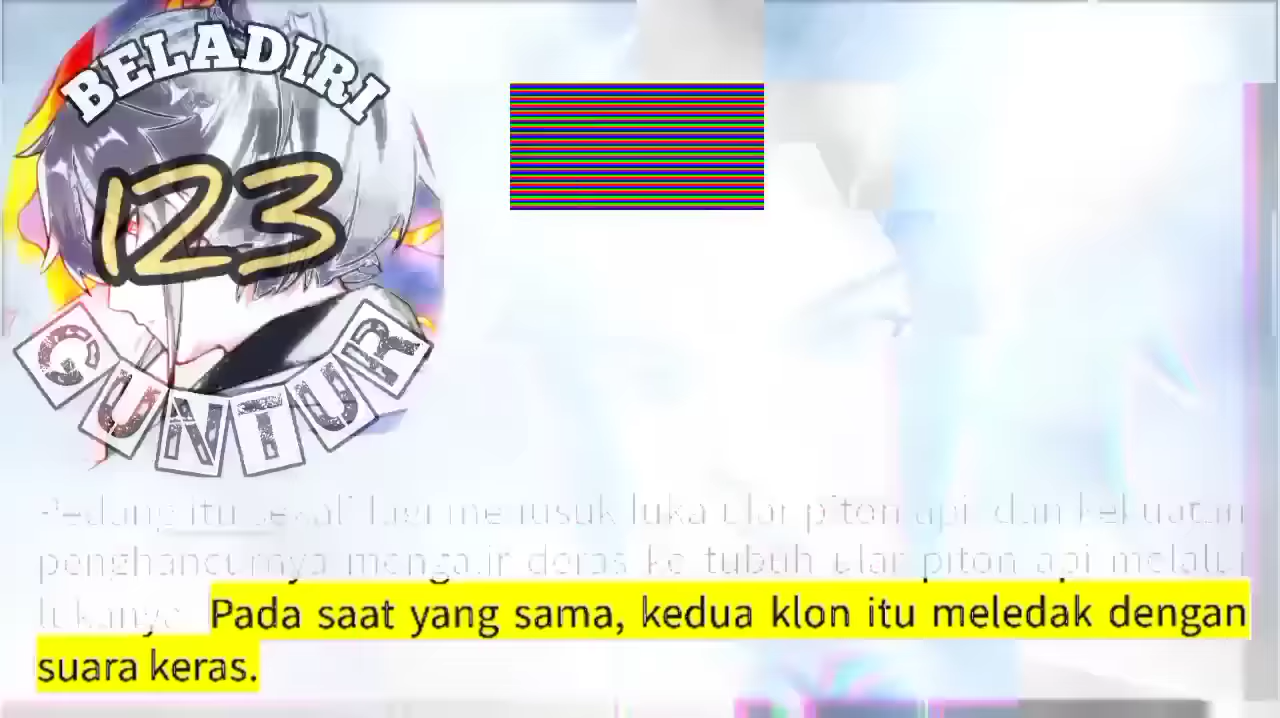 BELADIRI
123
GUNTUR
Pedang itu sekali lagi menusuk luka ular piton api dan kekuatan
penghancurnya mengalir deras ke tubuh ular piton api melalui
lukanya. Pada saat yang sama, kedua klon itu meledak dengan
suara keras.